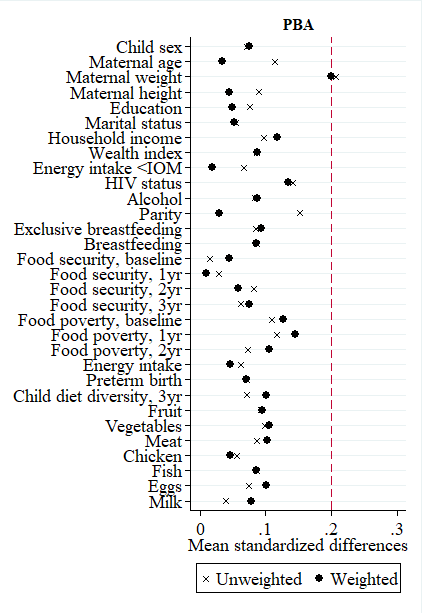 PBA
Child sex
Maternal age
Maternal weight
Maternal height
Education
Marital status
Household income
Wealth index
Energy intake <IOM
HIV status
Alcohol
Parity
Exclusive breastfeeding
Breastfeeding
Food security, baseline
Food security, 1yr
Food security, 2yr
Food security, 3yr
Food poverty, baseline
Food poverty, 1yr
Food poverty, 2yr
Energy intake
Preterm birth
Child diet diversity, 3yr
Fruit
Vegetables
Meat
Chicken
Fish
Eggs
Milk
0 .1 .2 .3
Mean standardized differences
Unweighted Weighted